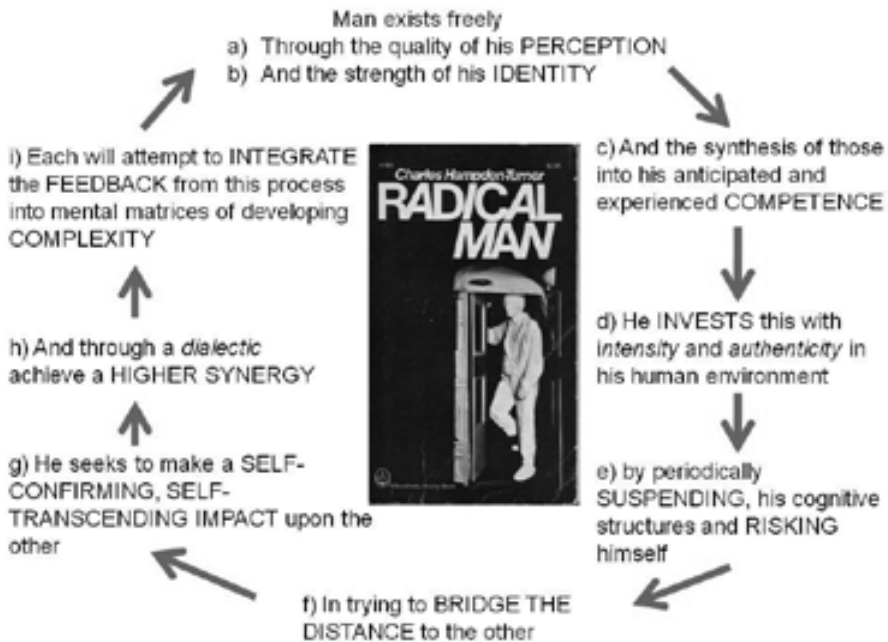 Man exists freely
a) Through the quality of his PERCEPTION
b) And the strength of his IDENTITY
c) And the synthesis of those
into his anticipated and
experienced COMPETENCE
d) He INVESTS this with
intensity and authenticity in
his human environment
e) by periodically
SUSPENDING, his cognitive
structures and RISKING
himself
f) In trying to BRIDGE THE
DISTANCE to the other
g) He seeks to make a SELF-
CONFIRMING, SELF-
TRANSCENDING IMPACT upon the
other
h) And through a dialectic
achieve a HIGHER SYNERGY
i) Each will attempt to INTEGRATE
the FEEDBACK from this process
into mental matrices of developing
COMPLEXITY
Charles Hampden-Turner
RADICAL
MAN